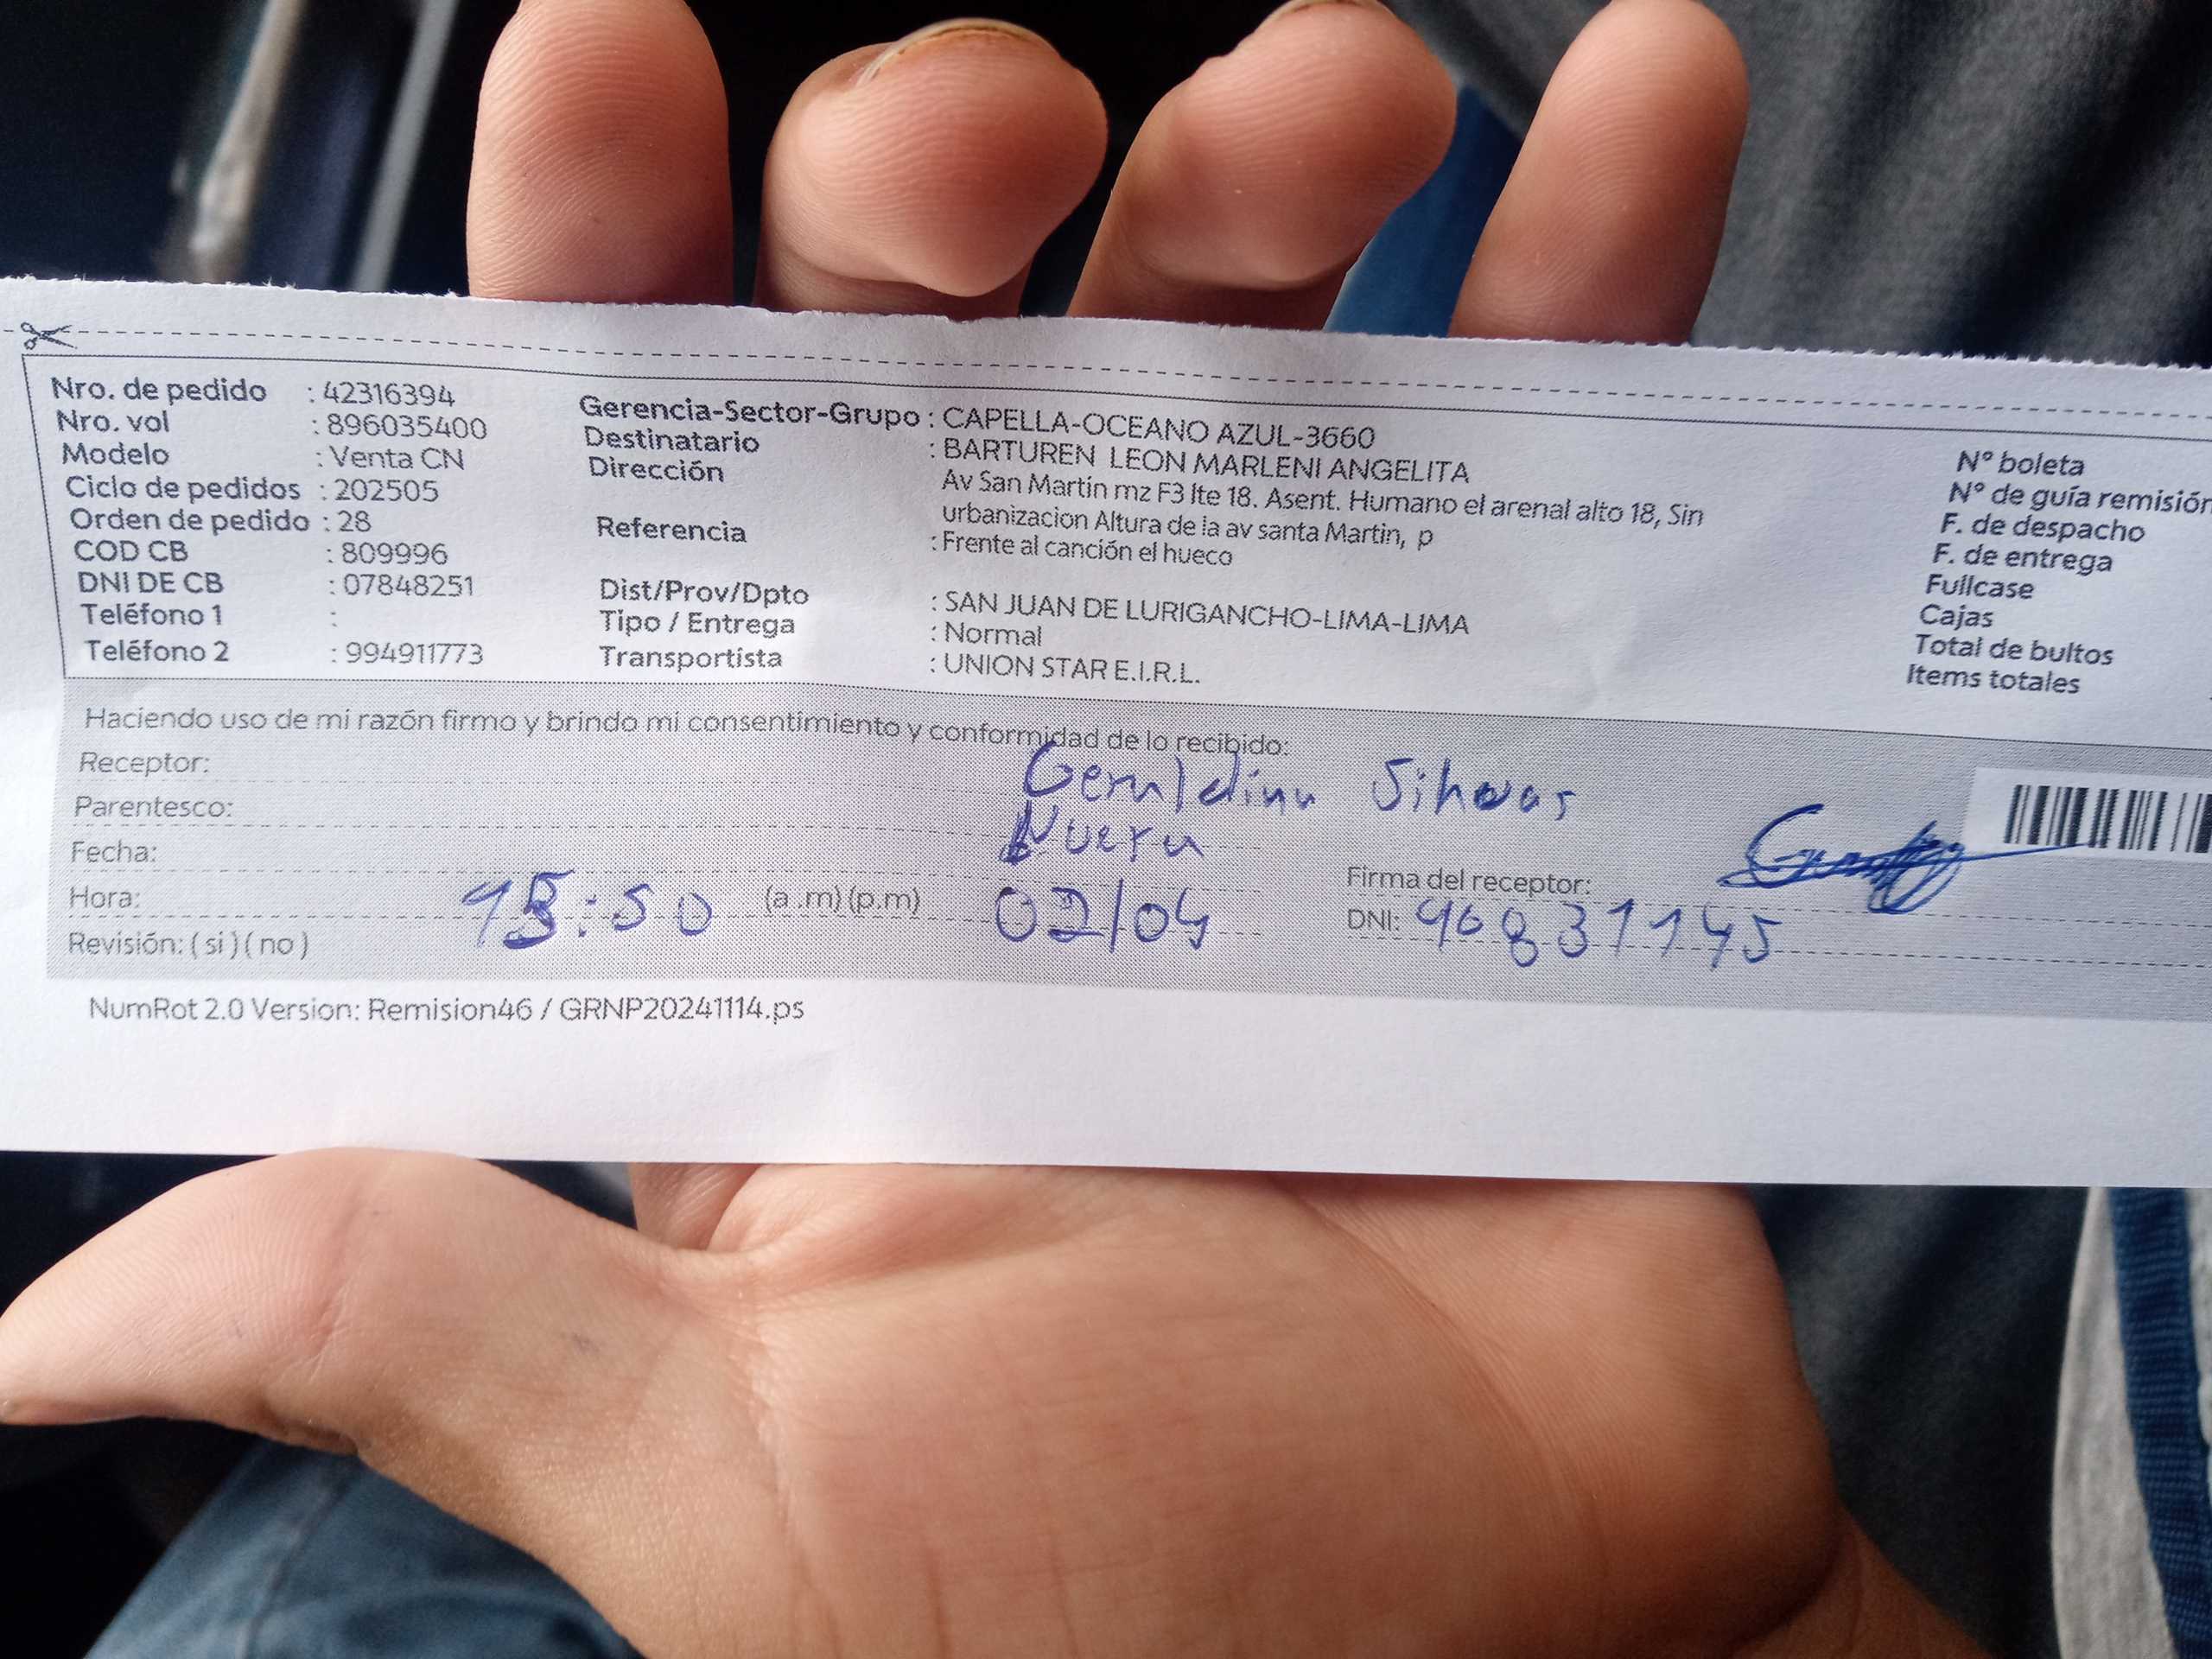 Nro. de pedido : 42316394
Nro. vol : 896035400
Modelo : Venta CN
Ciclo de pedidos : 202505
Orden de pedido : 28
COD CB : 809996
DNI DE CB : 07848251
Teléfono 1 :
Teléfono 2 : 994911773
Gerencia-Sector-Grupo : CAPELLA-OCEANO AZUL-3660
Destinatario : BARTUREN LEON MARLENI ANGELITA
Dirección Av San Martin mz F3 lte 18. Asent. Humano el arenal alto 18, Sin
urbanizacion Altura de la av santa Martin, p
Referencia : Frente al canción el hueco
Dist/Prov/Dpto : SAN JUAN DE LURIGANCHO-LIMA-LIMA
Tipo / Entrega : Normal
Transportista : UNION STAR E.I.R.L.
N° boleta
N° de guía remisión
F. de despacho
F. de entrega
Fullcase
Cajas
Total de bultos
Items totales
Haciendo uso de mi razón firmo y brindo mi consentimiento y conformidad de lo recibido:
Receptor: Geraldinn
Parentesco: Nuera
Fecha:
Hora: 15:50 (a.m)(p.m) 02/04
Revisión: (si)(no)
Firma del receptor:
DNI: 40831145
NumRot 2.0 Version: Remision46 / GRNP20241114.ps